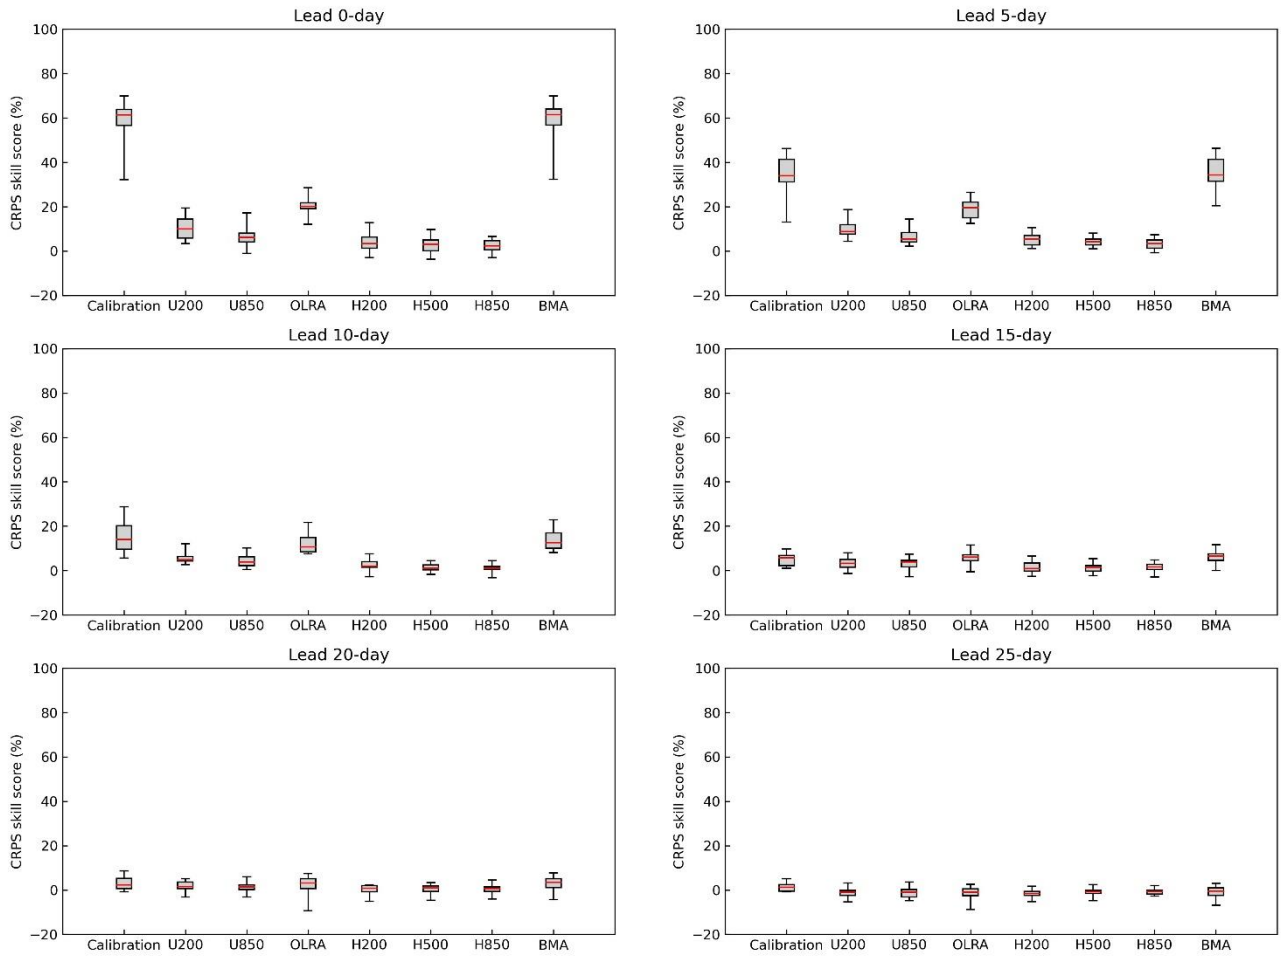 Lead 0-day
CRPS skill score (%)
100
80
60
40
20
0
−20
Calibration U200 U850 OLRA H200 H500 H850 BMA
Lead 5-day
CRPS skill score (%)
100
80
60
40
20
0
−20
Calibration U200 U850 OLRA H200 H500 H850 BMA
Lead 10-day
CRPS skill score (%)
100
80
60
40
20
0
−20
Calibration U200 U850 OLRA H200 H500 H850 BMA
Lead 15-day
CRPS skill score (%)
100
80
60
40
20
0
−20
Calibration U200 U850 OLRA H200 H500 H850 BMA
Lead 20-day
CRPS skill score (%)
100
80
60
40
20
0
−20
Calibration U200 U850 OLRA H200 H500 H850 BMA
Lead 25-day
CRPS skill score (%)
100
80
60
40
20
0
−20
Calibration U200 U850 OLRA H200 H500 H850 BMA